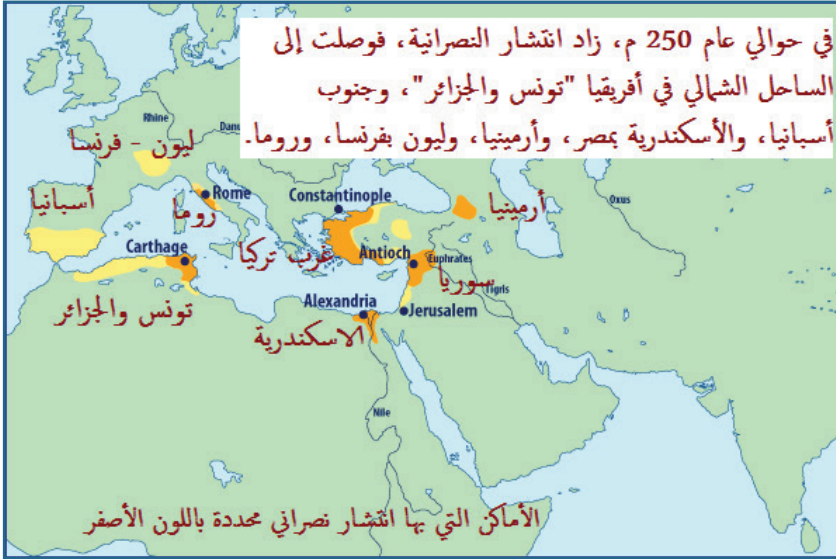 في حوالي عام 250 م، زاد انتشار النصرانية، فوصلت إلى
الساحل الشمالي في أفريقيا "تونس والجزائر"، وجنوب
أسبانيا، والأسكندرية بمصر، وأرمينيا، وليون بفرنسا، وروما.
Rhine
Danu
ليون - فرنسا
أسبانيا
Rome
روما
Constantinople
أرمينيا
Oxus
Carthage
غرب تركيا
Antioch
Euphrates
سوريا
Tigris
تونس والجزائر
Alexandria
Jerusalem
الاسكندرية
Nile
الأماكن التي بها انتشار نصراني محددة باللون الأصفر